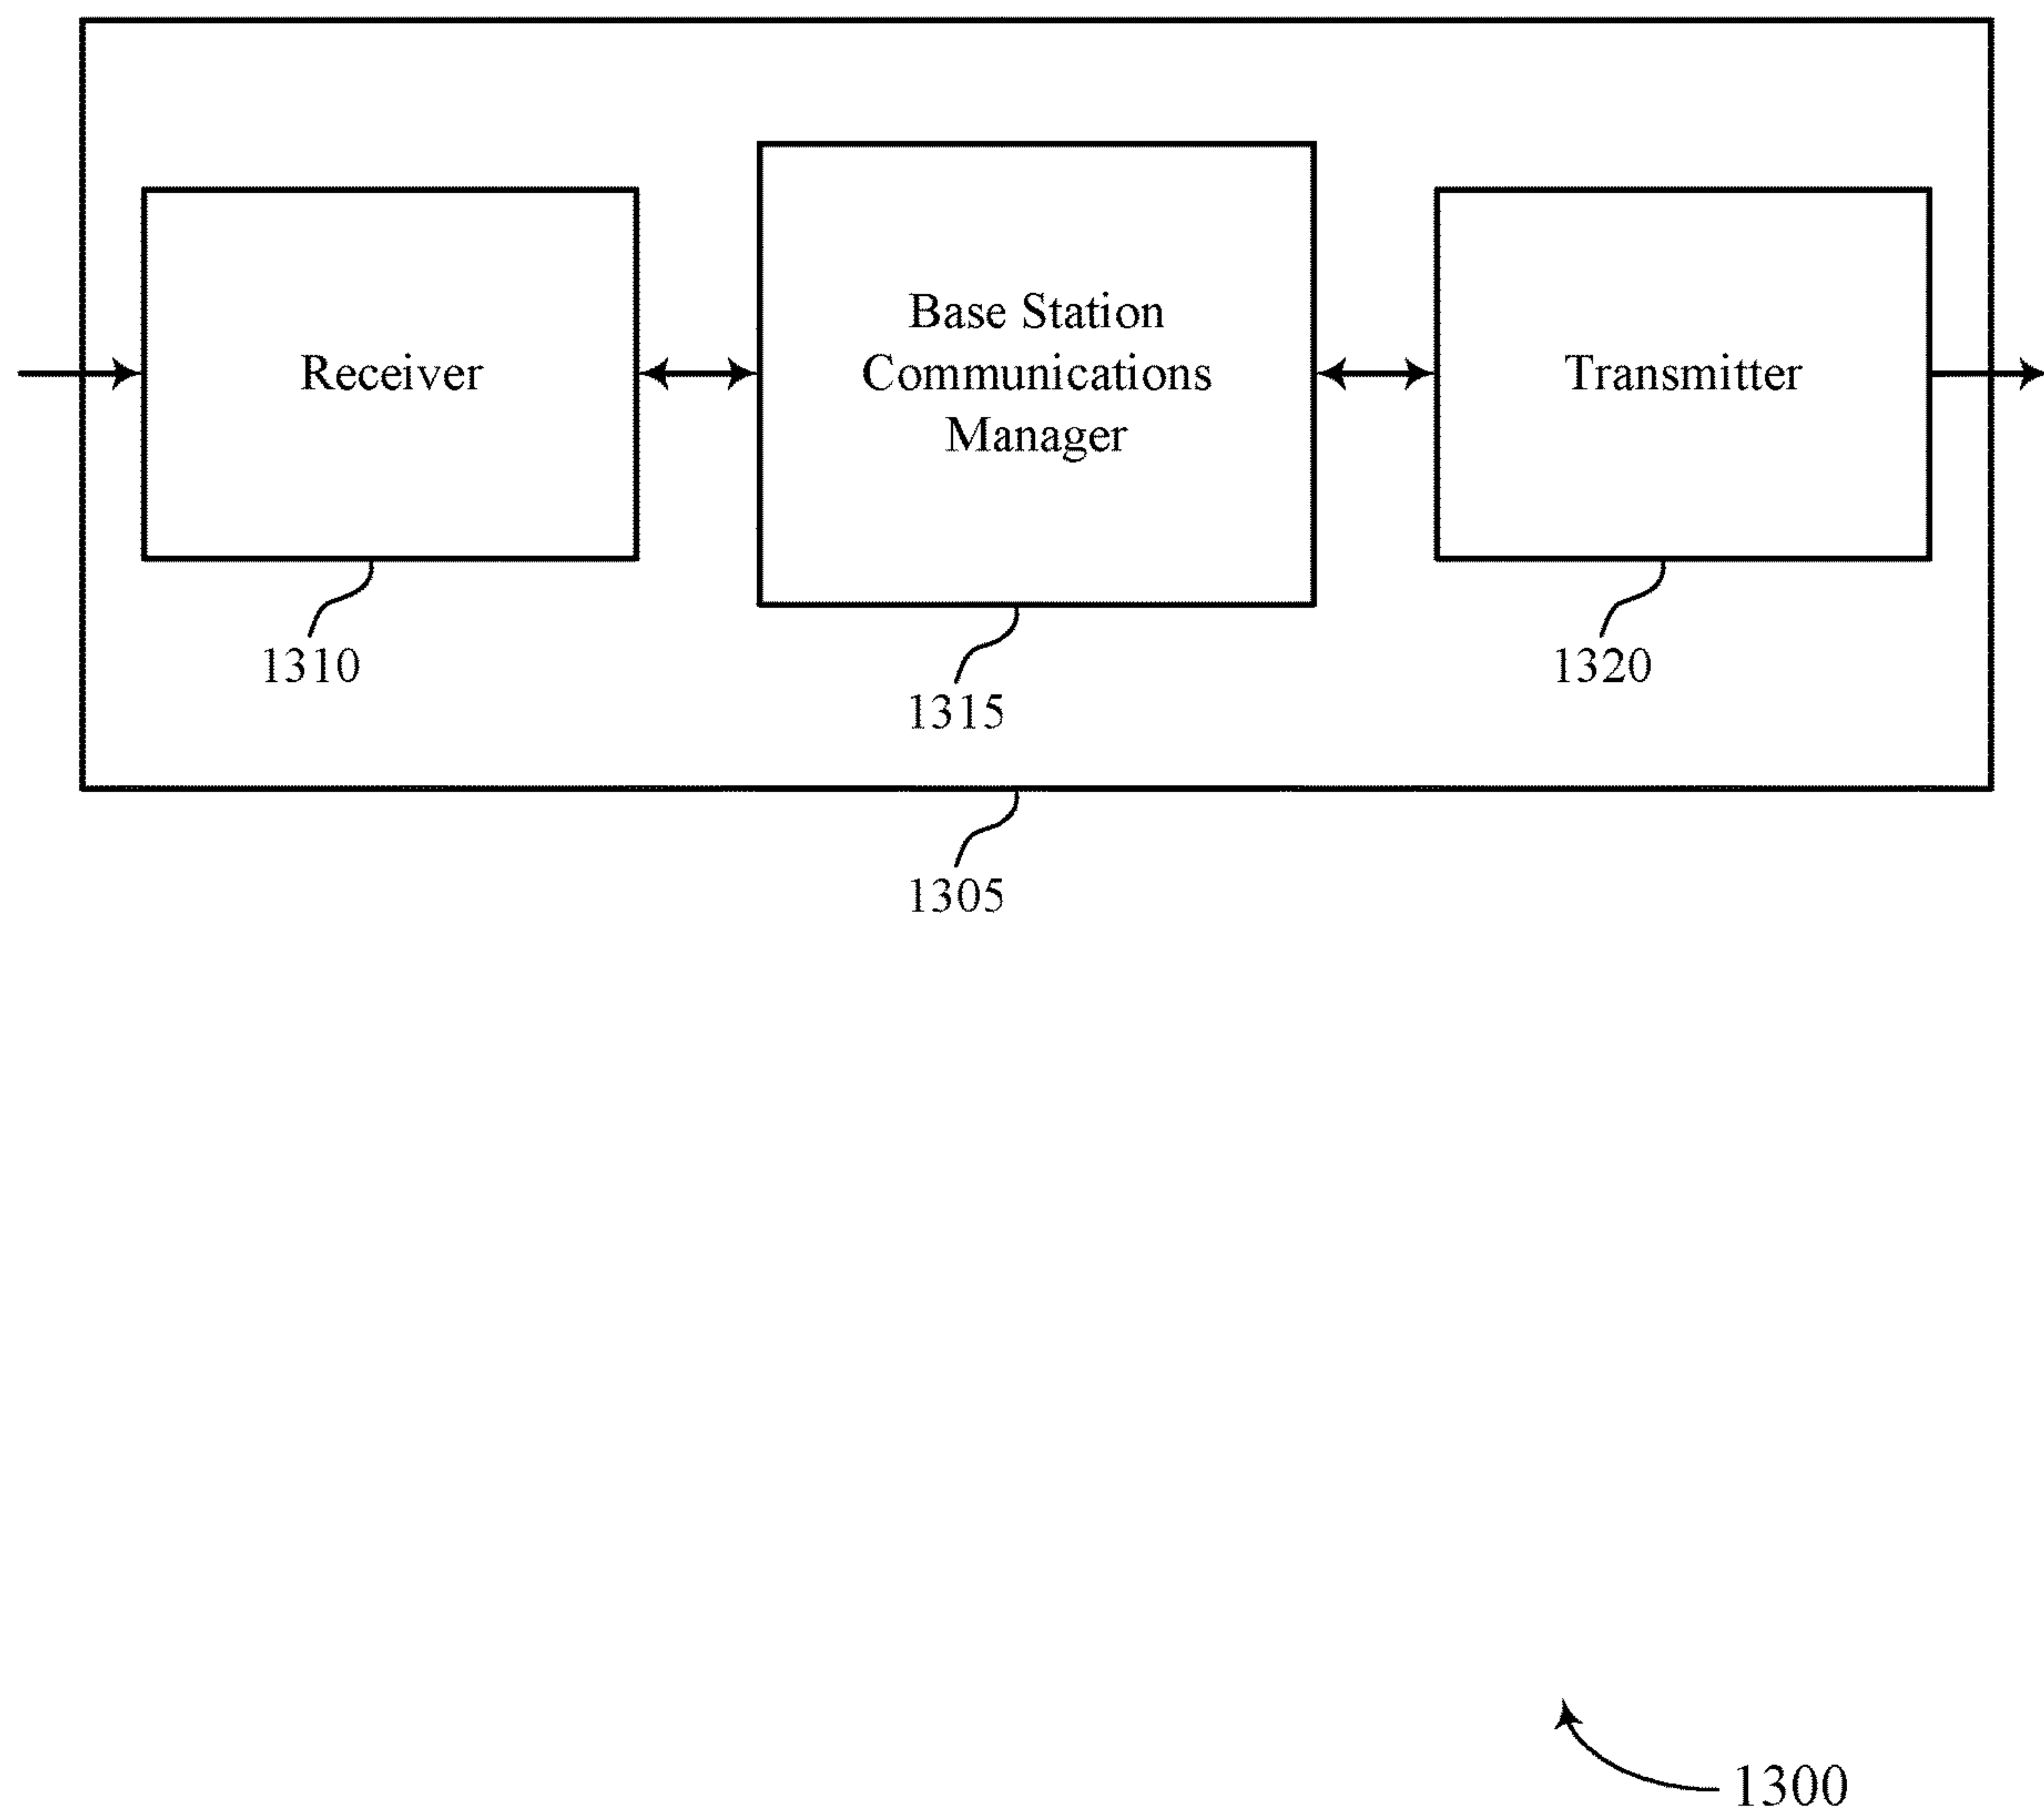 Receiver
Base Station
Communications
Manager
Transmitter
1310
1315
1320
1305
1300